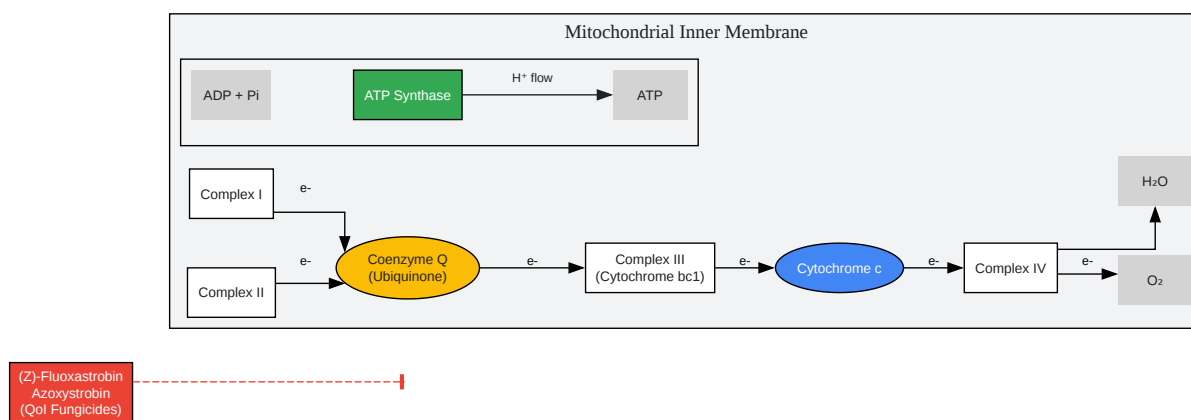 Mitochondrial Inner Membrane
H⁺ flow
ADP + Pi
ATP Synthase
ATP
Complex I
e-
H₂O
Complex II
e-
Coenzyme Q
(Ubiquinone)
e-
Complex III
(Cytochrome bc1)
e-
Cytochrome c
e-
Complex IV
e-
O₂
(Z)-Fluoxastrobin
Azoxystrobin
(QoI Fungicides)